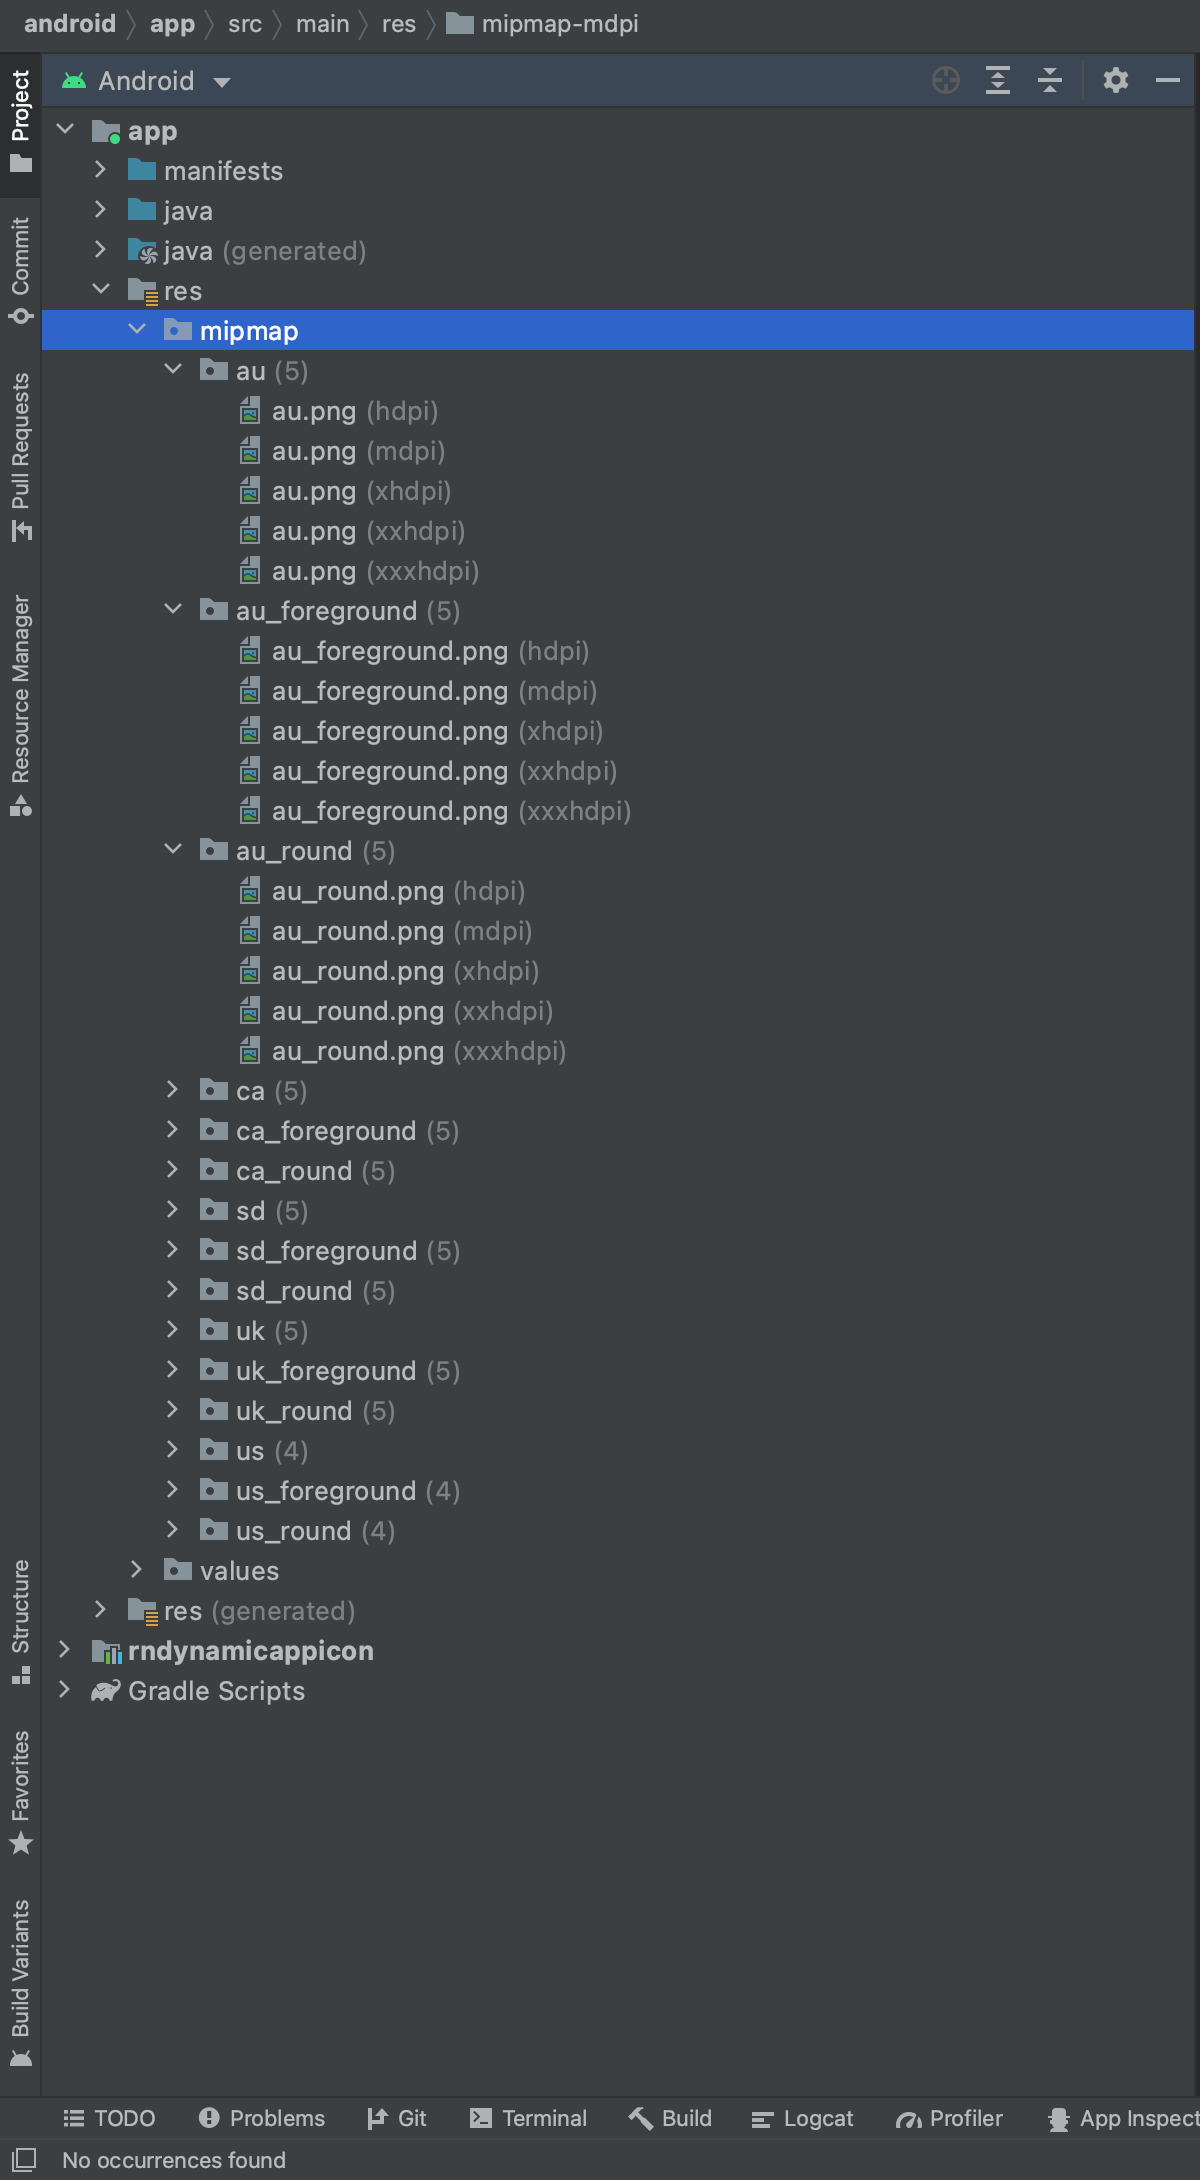 android app src main res mipmap-mdpi
Android
Project
Commit
Pull Requests
Resource Manager
Structure
Favorites
Build Variants
app
manifests
java
java (generated)
res
mipmap
au (5)
au.png (hdpi)
au.png (mdpi)
au.png (xhdpi)
au.png (xxhdpi)
au.png (xxxhdpi)
au_foreground (5)
au_foreground.png (hdpi)
au_foreground.png (mdpi)
au_foreground.png (xhdpi)
au_foreground.png (xxhdpi)
au_foreground.png (xxxhdpi)
au_round (5)
au_round.png (hdpi)
au_round.png (mdpi)
au_round.png (xhdpi)
au_round.png (xxhdpi)
au_round.png (xxxhdpi)
ca (5)
ca_foreground (5)
ca_round (5)
sd (5)
sd_foreground (5)
sd_round (5)
uk (5)
uk_foreground (5)
uk_round (5)
us (4)
us_foreground (4)
us_round (4)
values
res (generated)
rndynamicappicon
Gradle Scripts
TODO Problems Git Terminal Build Logcat Profiler App Inspect
No occurrences found